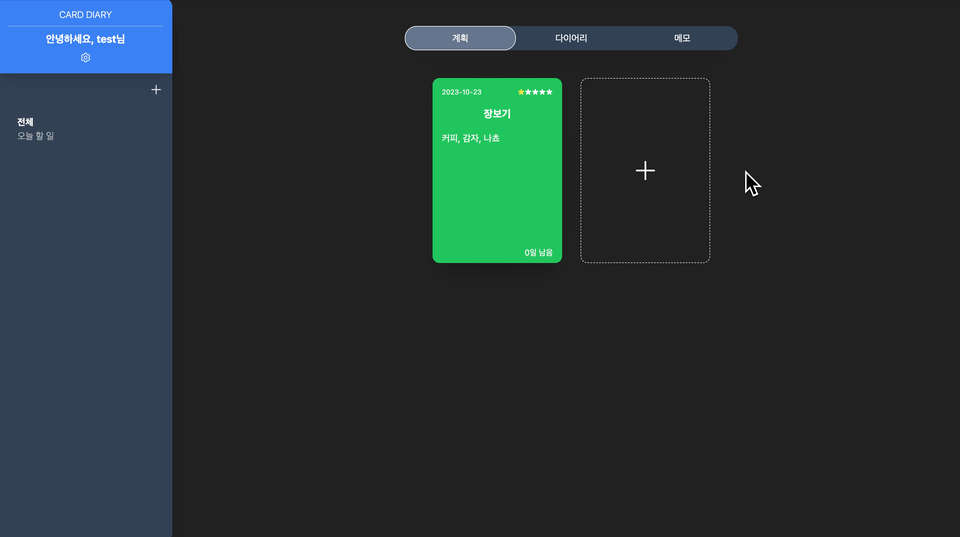 CARD DIARY
안녕하세요, test님
전체
오늘 할 일
계획 다이어리 메모
2023-10-23
장보기
커피, 감자, 나쵸
0일 남음